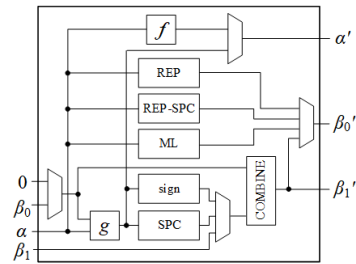 f
α′
REP
REP-SPC
β₀′
ML
0
sign
COMBINE
β₁′
β₀
α
g
SPC
β₁